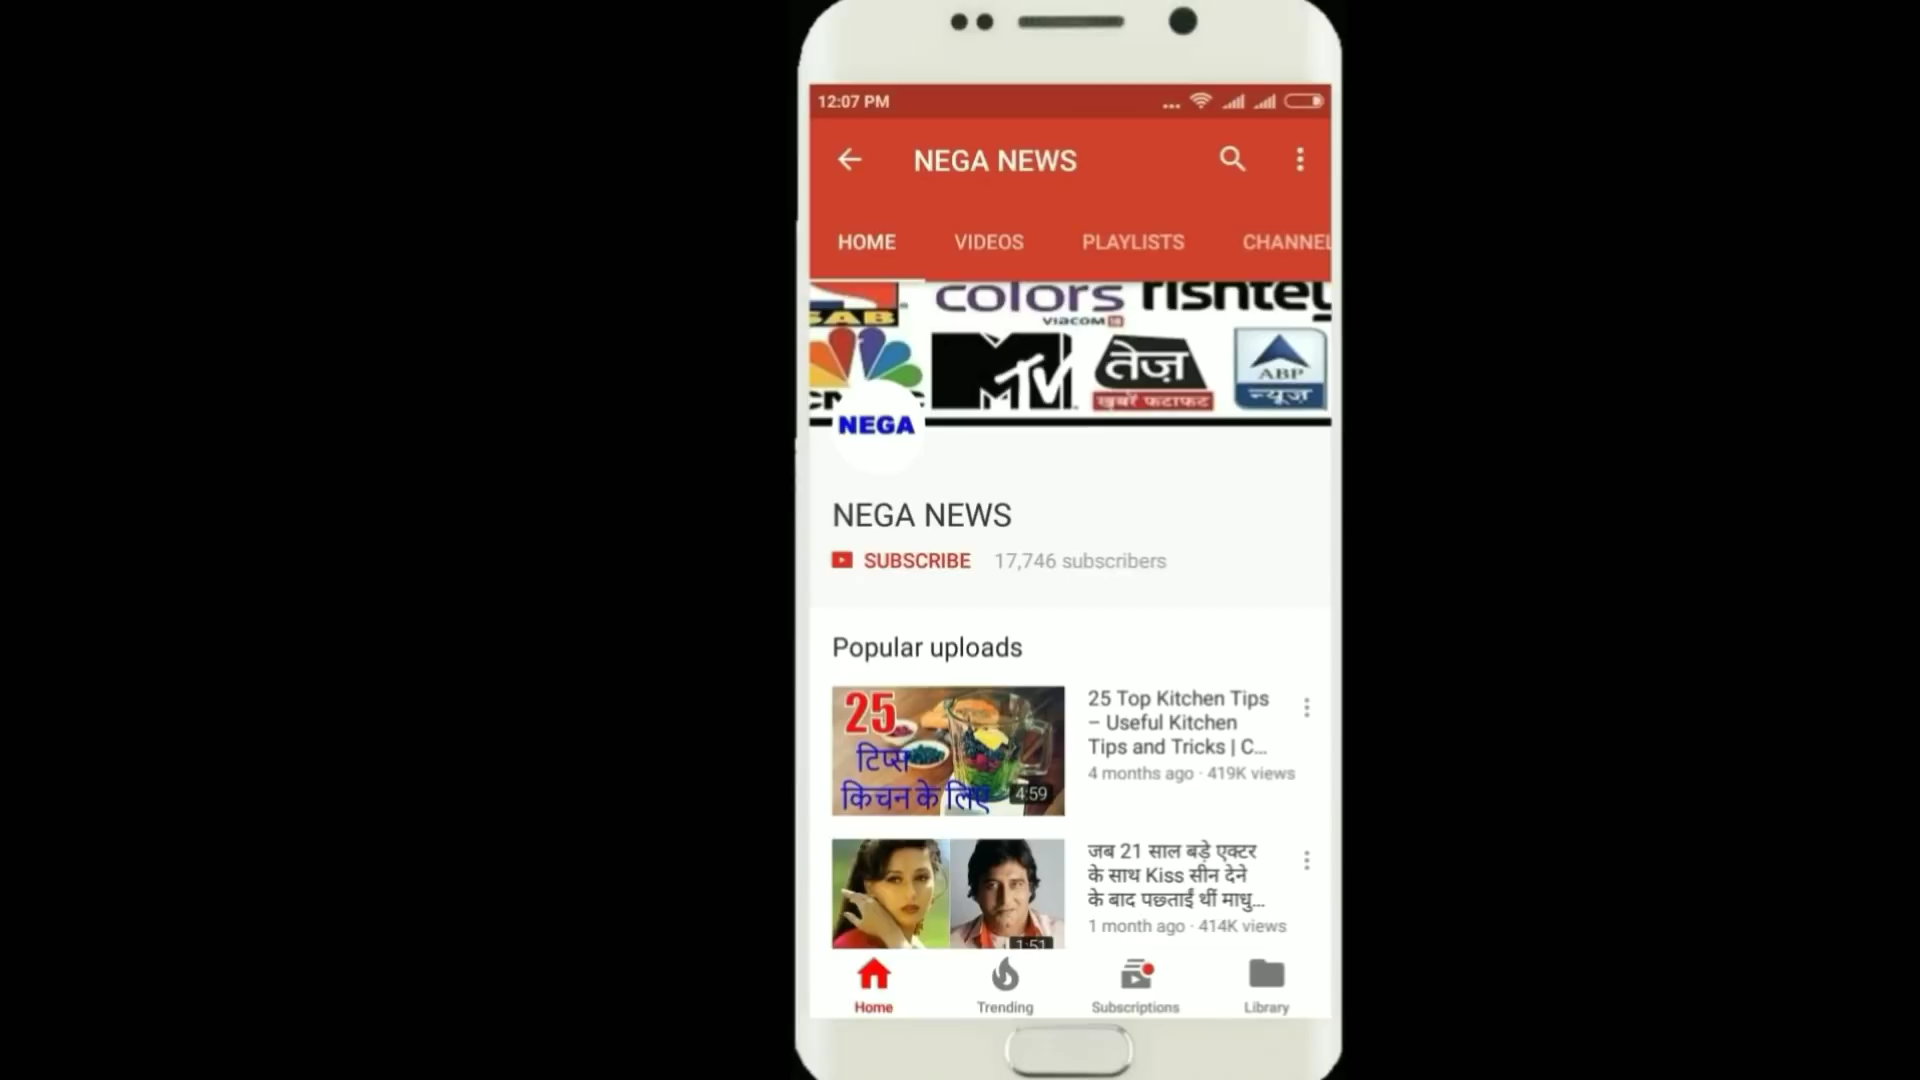 12:07 PM
NEGA NEWS
HOME VIDEOS PLAYLISTS CHANNEL
SAB colors rishtey
VIACOM 18
MTV तेज़ ABP
खबरें फटाफट न्यूज़
NEGA
NEGA NEWS
SUBSCRIBE 17,746 subscribers
Popular uploads
25
टिप्स
किचन के लिए
4:59
25 Top Kitchen Tips
– Useful Kitchen
Tips and Tricks | C...
4 months ago · 419K views
1:51
जब 21 साल बड़े एक्टर
के साथ Kiss सीन देने
के बाद पछताईं थीं माधु...
1 month ago · 414K views
Home Trending Subscriptions Library